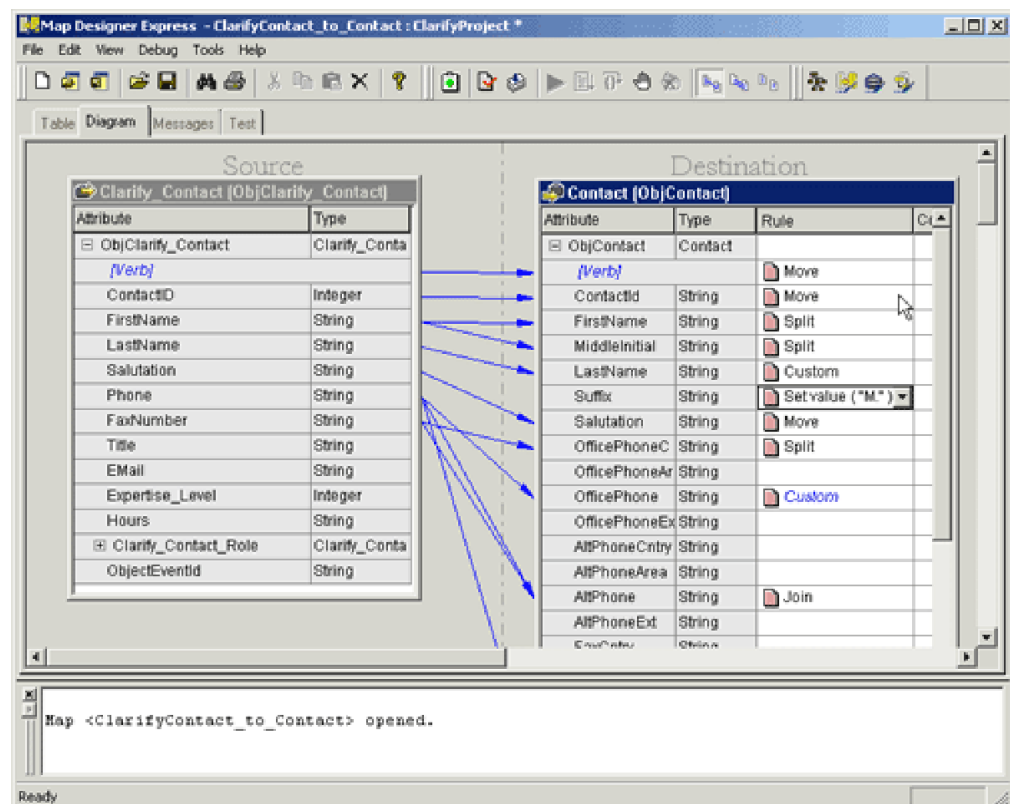 Map Designer Express - ClarifyContact_to_Contact : ClarifyProject *
File Edit View Debug Tools Help
Table Diagram Messages Test
Source Destination
Clarify_Contact (ObjClarify_Contact)
Attribute Type
ObjClarify_Contact Clarify_Conta
[Verb]
ContactID Integer
FirstName String
LastName String
Salutation String
Phone String
FaxNumber String
Title String
EMail String
Expertise_Level Integer
Hours String
Clarify_Contact_Role Clarify_Conta
ObjectEventId String
Contact (ObjContact)
Attribute Type Rule
ObjContact Contact
[Verb] Move
ContactId String Move
FirstName String Split
MiddleInitial String Split
LastName String Custom
Suffix String Set value ( "M." )
Salutation String Move
OfficePhoneC String Split
OfficePhoneAr String
OfficePhone String Custom
OfficePhoneEx String
AltPhoneCntry String
AltPhoneArea String
AltPhone String Join
AltPhoneExt String
FaxCntry String
Map <ClarifyContact_to_Contact> opened.
Ready